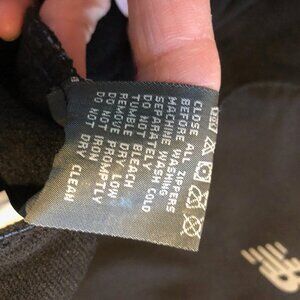 CLOSE ALL ZIPPERS
BEFORE WASHING
MACHINE WASH COLD
SEPARATELY
DO NOT BLEACH
TUMBLE DRY LOW
REMOVE PROMPTLY
DO NOT IRON
DO NOT DRY CLEAN